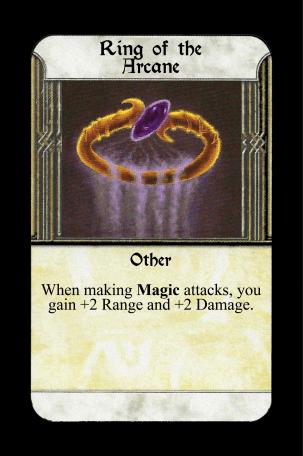 Ring of the
Arcane
Other
When making Magic attacks, you
gain +2 Range and +2 Damage.